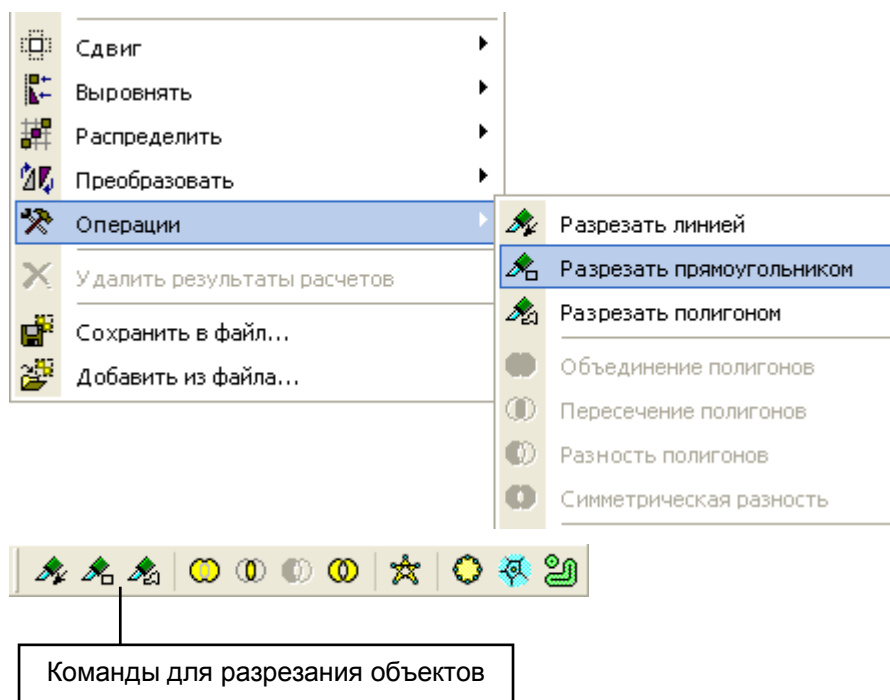 Сдвиг
Выровнять
Распределить
Преобразовать
Операции
Удалить результаты расчетов
Сохранить в файл...
Добавить из файла...
Разрезать линией
Разрезать прямоугольником
Разрезать полигоном
Объединение полигонов
Пересечение полигонов
Разность полигонов
Симметрическая разность
Команды для разрезания объектов